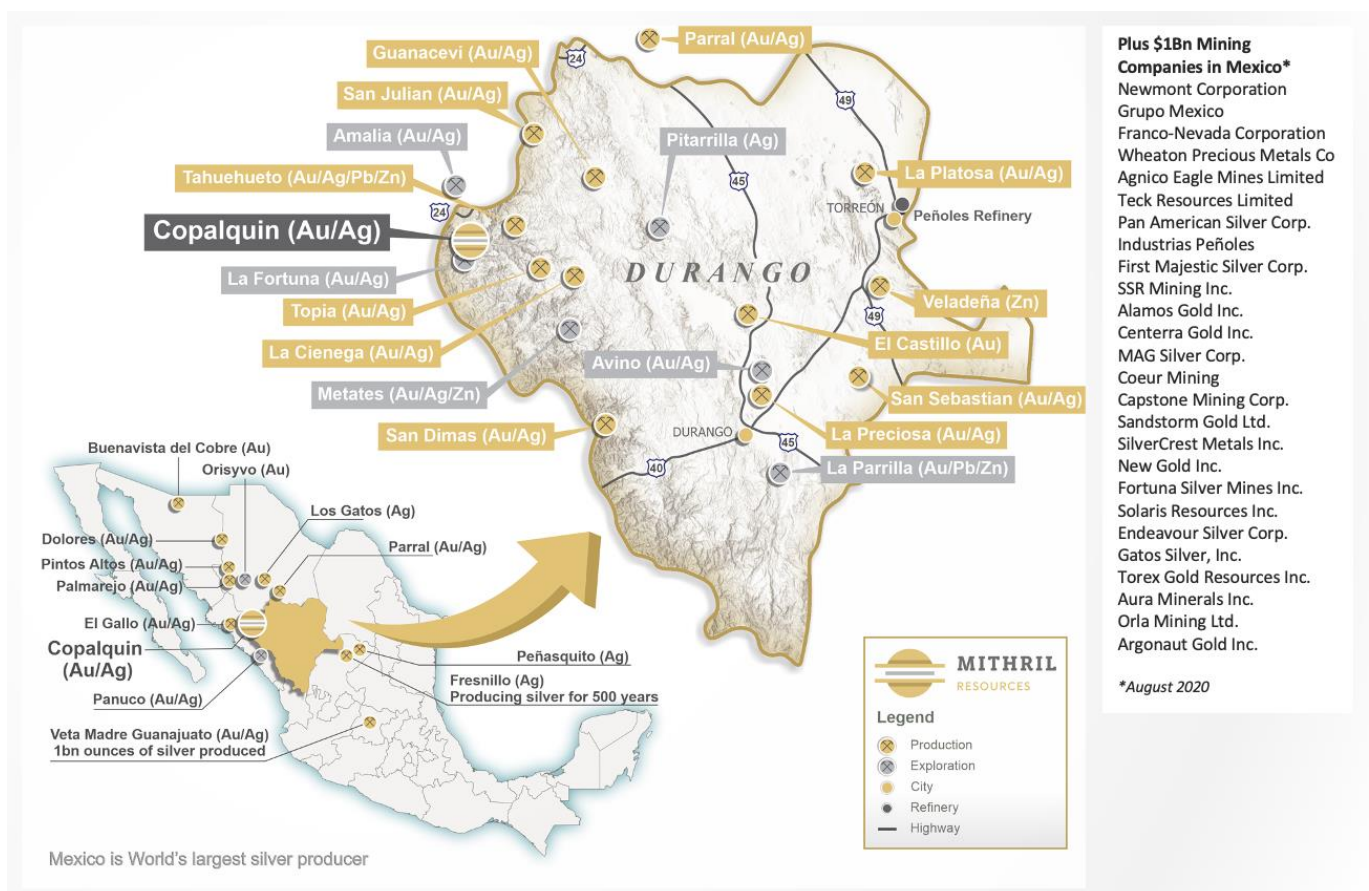 Parral (Au/Ag)
Guanacevi (Au/Ag)
24
San Julian (Au/Ag)
49
Amalia (Au/Ag)
Pitarrilla (Ag)
Tahuehueto (Au/Ag/Pb/Zn)
45
La Platosa (Au/Ag)
24
TORREÓN
Peñoles Refinery
Copalquin (Au/Ag)
La Fortuna (Au/Ag)
DURANGO
Topia (Au/Ag)
Veladeña (Zn)
49
La Cienega (Au/Ag)
El Castillo (Au)
Avino (Au/Ag)
Metates (Au/Ag/Zn)
San Sebastian (Au/Ag)
San Dimas (Au/Ag)
DURANGO
La Preciosa (Au/Ag)
45
40
La Parrilla (Au/Pb/Zn)
Buenavista del Cobre (Au)
Orisyvo (Au)
Los Gatos (Ag)
Dolores (Au/Ag)
Parral (Au/Ag)
Pintos Altos (Au/Ag)
Palmarejo (Au/Ag)
El Gallo (Au/Ag)
Copalquin
(Au/Ag)
Peñasquito (Ag)
Fresnillo (Ag)
Producing silver for 500 years
Panuco (Au/Ag)
Veta Madre Guanajuato (Au/Ag)
1bn ounces of silver produced
Mexico is World's largest silver producer
MITHRIL
RESOURCES
Legend
Production
Exploration
City
Refinery
Highway
Plus $1Bn Mining
Companies in Mexico*
Newmont Corporation
Grupo Mexico
Franco-Nevada Corporation
Wheaton Precious Metals Co
Agnico Eagle Mines Limited
Teck Resources Limited
Pan American Silver Corp.
Industrias Peñoles
First Majestic Silver Corp.
SSR Mining Inc.
Alamos Gold Inc.
Centerra Gold Inc.
MAG Silver Corp.
Coeur Mining
Capstone Mining Corp.
Sandstorm Gold Ltd.
SilverCrest Metals Inc.
New Gold Inc.
Fortuna Silver Mines Inc.
Solaris Resources Inc.
Endeavour Silver Corp.
Gatos Silver, Inc.
Torex Gold Resources Inc.
Aura Minerals Inc.
Orla Mining Ltd.
Argonaut Gold Inc.
*August 2020